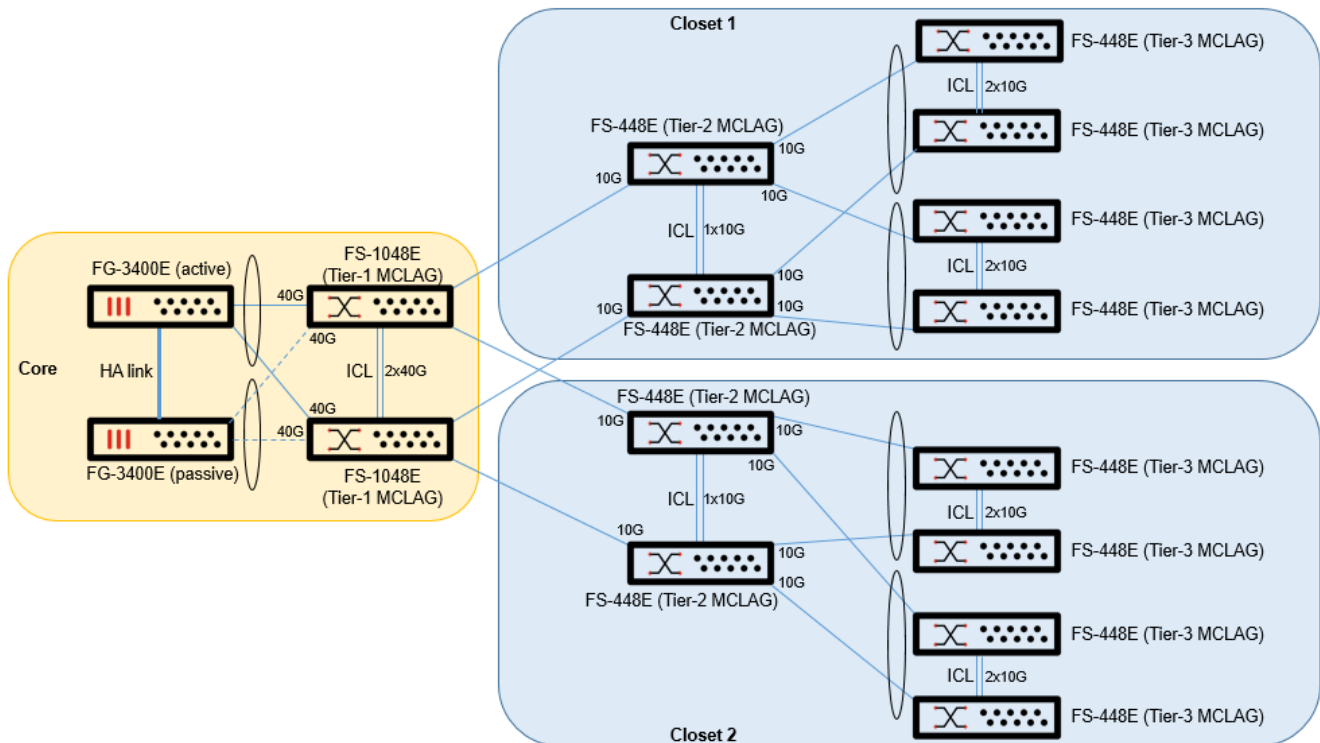 Closet 1
FS-448E (Tier-3 MCLAG)
ICL
2x10G
FS-448E (Tier-3 MCLAG)
FS-448E (Tier-2 MCLAG)
10G
10G
10G
FS-448E (Tier-3 MCLAG)
ICL
1x10G
ICL
2x10G
10G
10G
10G
FS-448E (Tier-3 MCLAG)
FS-448E (Tier-2 MCLAG)
FG-3400E (active)
FS-1048E
(Tier-1 MCLAG)
40G
40G
Core
HA link
ICL
2x40G
40G
40G
FG-3400E (passive)
FS-1048E
(Tier-1 MCLAG)
FS-448E (Tier-2 MCLAG)
10G
10G
10G
FS-448E (Tier-3 MCLAG)
ICL
1x10G
ICL
2x10G
10G
10G
10G
FS-448E (Tier-3 MCLAG)
FS-448E (Tier-2 MCLAG)
FS-448E (Tier-3 MCLAG)
ICL
2x10G
FS-448E (Tier-3 MCLAG)
Closet 2